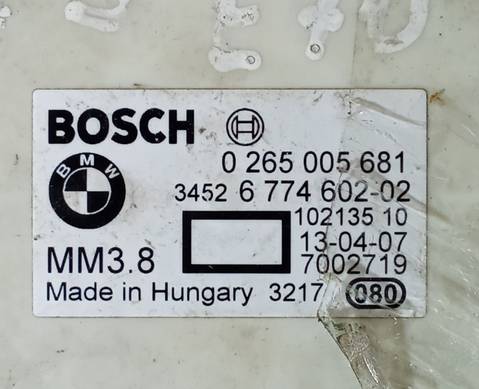 E70
BOSCH
BMW
0 265 005 681
3452 6 774 602-02
102135 10
13-04-07
MM3.8
7002719
Made in Hungary 3217 080